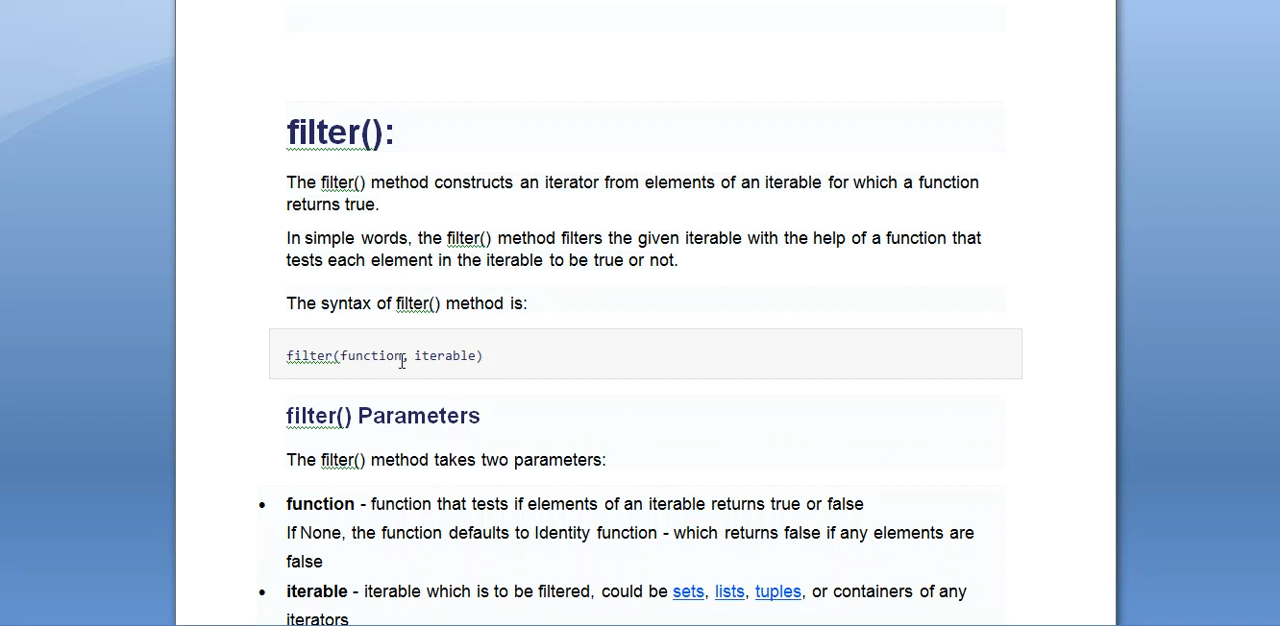 filter():
The filter() method constructs an iterator from elements of an iterable for which a function
returns true.
In simple words, the filter() method filters the given iterable with the help of a function that
tests each element in the iterable to be true or not.
The syntax of filter() method is:
filter(function, iterable)
filter() Parameters
The filter() method takes two parameters:
• function - function that tests if elements of an iterable returns true or false
If None, the function defaults to Identity function - which returns false if any elements are
false
• iterable - iterable which is to be filtered, could be sets, lists, tuples, or containers of any
iterators